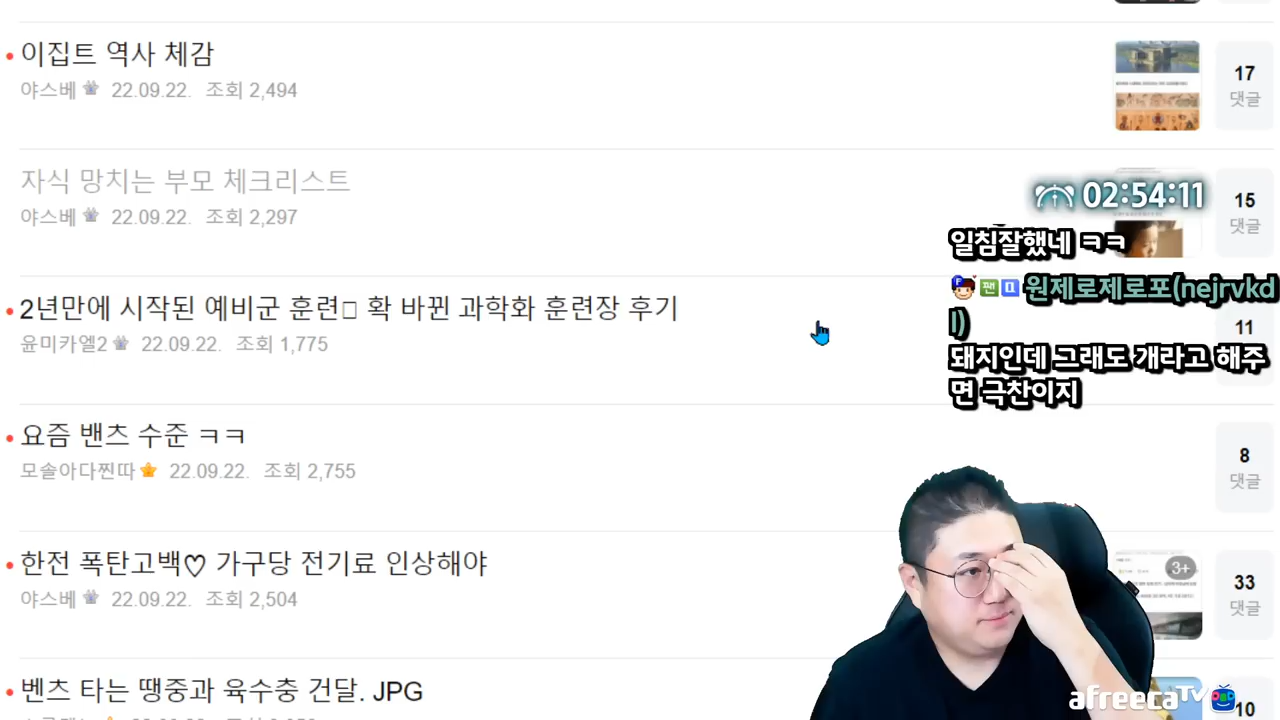 이집트 역사 체감
야스베 22.09.22. 조회 2,494
17
댓글
자식 망치는 부모 체크리스트
야스베 22.09.22. 조회 2,297
02:54:11
15
댓글
일침잘했네 ㅋㅋ
팬
원제로제로포(nejrvkd
l)
돼지인데 그래도 개라고 해주
면 극찬이지
2년만에 시작된 예비군 훈련□ 확 바뀐 과학화 훈련장 후기
윤미카엘2 22.09.22. 조회 1,775
11
요즘 밴츠 수준 ㅋㅋ
모솔아다찐따 22.09.22. 조회 2,755
8
댓글
한전 폭탄고백♡ 가구당 전기료 인상해야
야스베 22.09.22. 조회 2,504
3+
33
댓글
벤츠 타는 땡중과 육수충 건달. JPG
10
afreecaTV